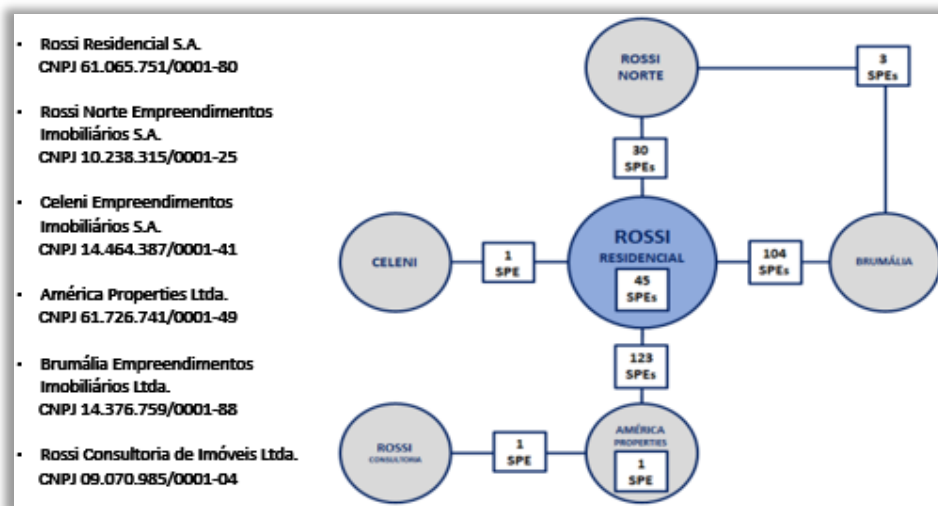 • Rossi Residencial S.A.
CNPJ 61.065.751/0001-80
• Rossi Norte Empreendimentos
Imobiliários S.A.
CNPJ 10.238.315/0001-25
• Celeni Empreendimentos
Imobiliários S.A.
CNPJ 14.464.387/0001-41
• América Properties Ltda.
CNPJ 61.726.741/0001-49
• Brumália Empreendimentos
Imobiliários Ltda.
CNPJ 14.376.759/0001-88
• Rossi Consultoria de Imóveis Ltda.
CNPJ 09.070.985/0001-04
ROSSI
NORTE
3
SPEs
30
SPEs
CELENI
1
SPE
ROSSI
RESIDENCIAL
45
SPEs
104
SPEs
BRUMÁLIA
123
SPEs
ROSSI
CONSULTORIA
1
SPE
AMÉRICA
PROPERTIES
1
SPE